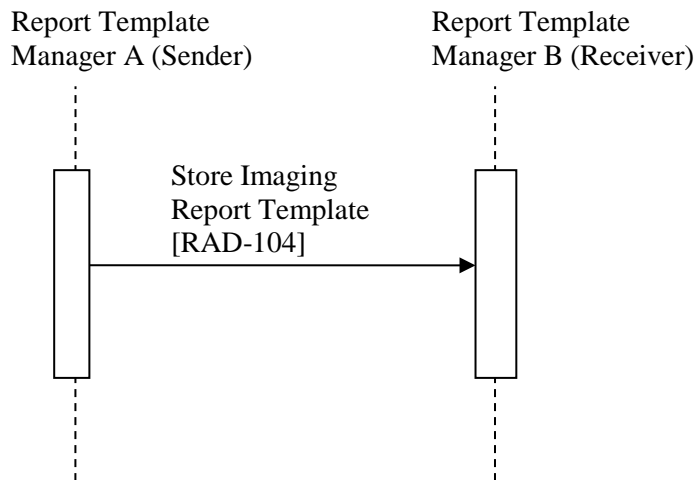 Report Template
Manager A (Sender)
Report Template
Manager B (Receiver)
Store Imaging
Report Template
[RAD-104]